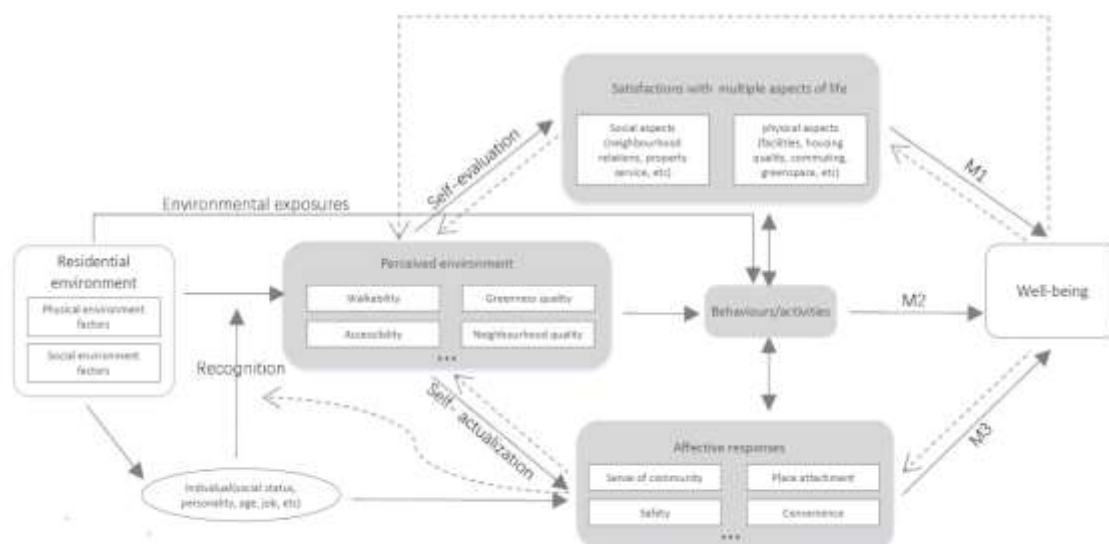 Satisfactions with multiple aspects of life
Social aspects
(neighbourhood
relations, property
service, etc)
physical aspects
(facilities, housing
quality, commuting,
greenspace, etc)
Self-evaluation
M1
Environmental exposures
Residential
environment
Physical environment
factors
Social environment
factors
Perceived environment
Walkability
Greenness quality
Accessibility
Neighbourhood quality
...
Behaviours/activities
M2
Well-being
Recognition
Self- actualization
M3
Individual(social status,
personality, age, job, etc)
Affective responses
Sense of community
Place attachment
Safety
Convenience
...